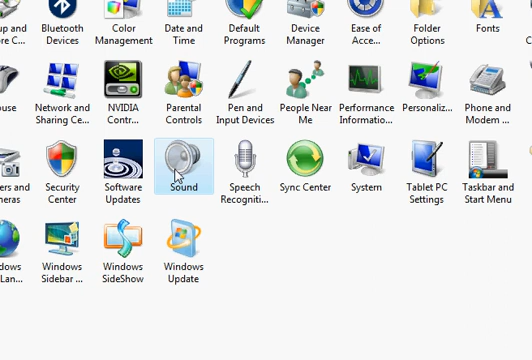 up and Bluetooth Color Date and Default Device Ease of Folder Fonts
re C... Devices Management Time Programs Manager Acce... Options
ouse Network and NVIDIA Parental Pen and People Near Performance Personaliz... Phone and
Sharing Ce... Contr... Controls Input Devices Me Informatio... Modem ...
ers and Security Software Sound Speech Sync Center System Tablet PC Taskbar and
meras Center Updates Recogniti... Settings Start Menu
dows Windows Windows Windows
Lan... Sidebar ... SideShow Update